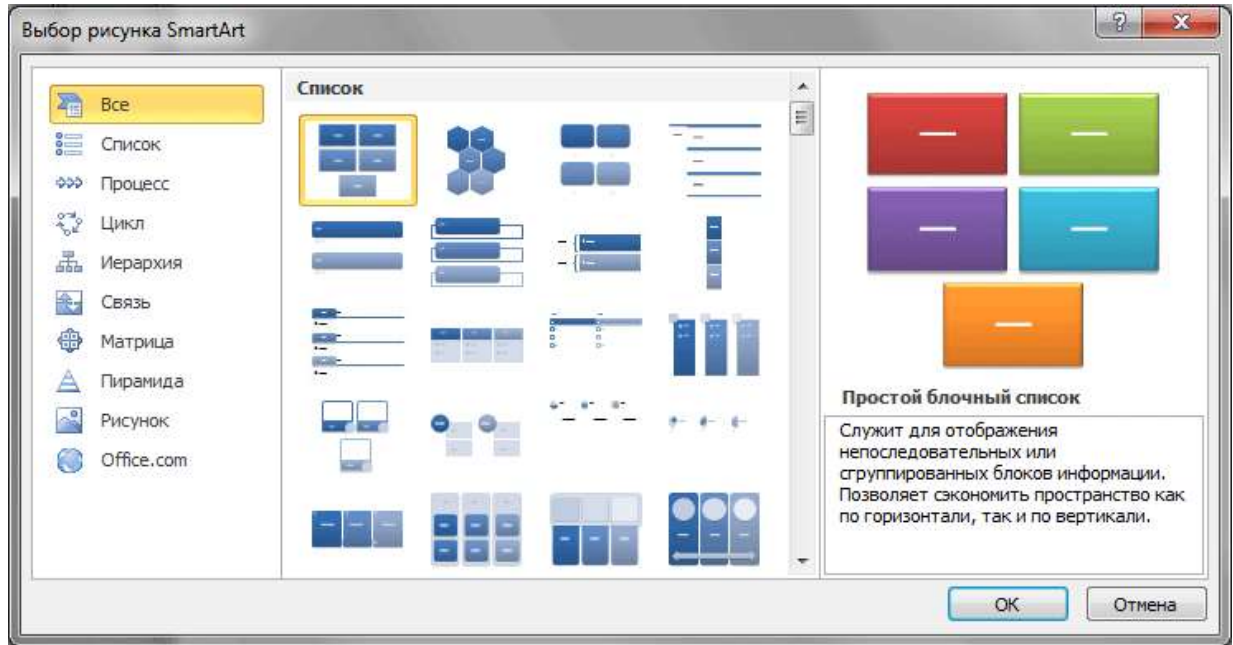 Выбор рисунка SmartArt
Все
Список
Процесс
Цикл
Иерархия
Связь
Матрица
Пирамида
Рисунок
Office.com
Список
Простой блочный список
Служит для отображения
непоследовательных или
сгруппированных блоков информации.
Позволяет сэкономить пространство как
по горизонтали, так и по вертикали.
ОК
Отмена